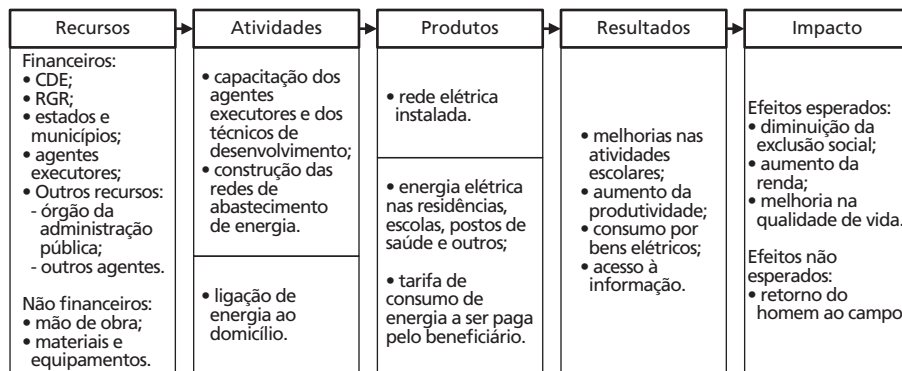 Recursos
Financeiros:
• CDE;
• RGR;
• estados e
municípios;
• agentes
executores;
• Outros recursos:
- órgão da
administração
pública;
- outros agentes.
Não financeiros:
• mão de obra;
• materiais e
equipamentos.
Atividades
• capacitação dos
agentes
executores e dos
técnicos de
desenvolvimento;
• construção das
redes de
abastecimento
de energia.
• ligação de
energia ao
domicílio.
Produtos
• rede elétrica
instalada.
• energia elétrica
nas residências,
escolas, postos de
saúde e outros;
• tarifa de
consumo de
energia a ser paga
pelo beneficiário.
Resultados
• melhorias nas
atividades
escolares;
• aumento da
produtividade;
• consumo por
bens elétricos;
• acesso à
informação.
Impacto
Efeitos esperados:
• diminuição da
exclusão social;
• aumento da
renda;
• melhoria na
qualidade de vida.
Efeitos não
esperados:
• retorno do
homem ao campo.